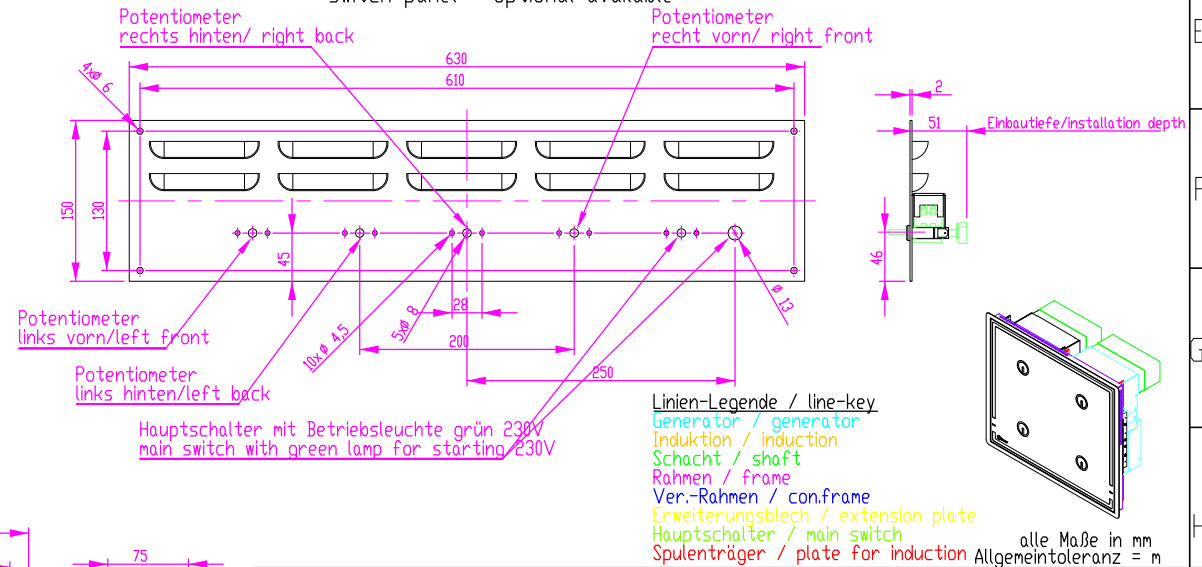 Potentiometer
rechts hinten/ right back
Potentiometer
recht vorn/ right front
630
610
4xø 6
2
51
Einbautiefe/installation depth
E
F
150
130
45
46
ø 13
28
5xø 8
10xø 4,5
200
250
Potentiometer
links vorn/left front
Potentiometer
links hinten/left back
Hauptschalter mit Betriebsleuchte grün 230V
main switch with green lamp for starting 230V
G
Linien-Legende / line-key
Generator / generator
Induktion / induction
Schacht / shaft
Rahmen / frame
Ver.-Rahmen / con.frame
Erweiterungsblech / extension plate
Hauptschalter / main switch
Spulenträger / plate for induction
H
alle Maße in mm
Allgemeintoleranz = m
75